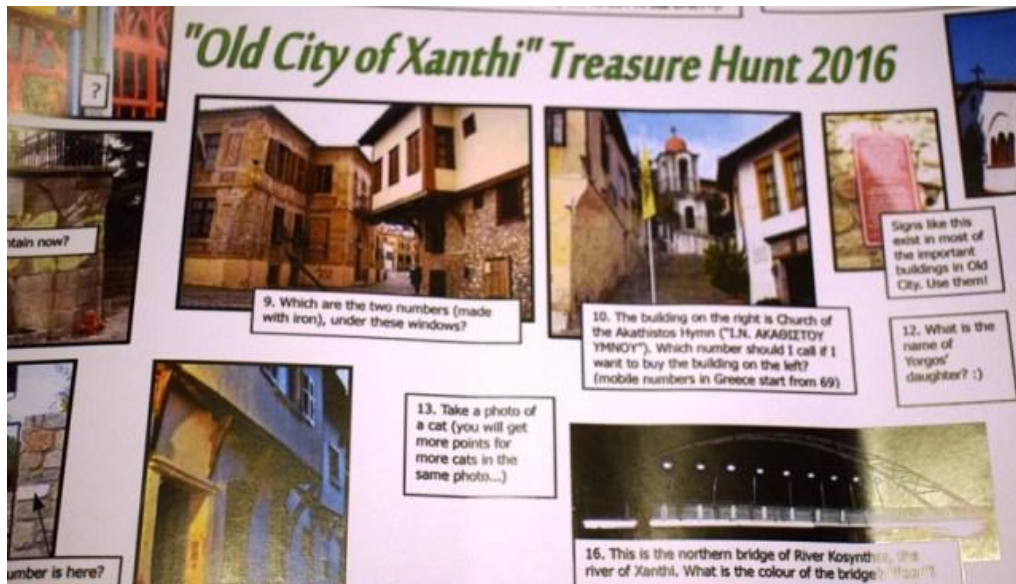 "Old City of Xanthi" Treasure Hunt 2016
?
ntain now?
9. Which are the two numbers (made
with iron), under these windows?
10. The building on the right is Church of
the Akathistos Hymn ("I.N. ΑΚΑΘΙΣΤΟΥ
ΥΜΝΟΥ"). Which number should I call if I
want to buy the building on the left?
(mobile numbers in Greece start from 69)
Signs like this
exist in most of
the important
buildings in Old
City. Use them!
12. What is the
name of
Yorgos'
daughter? :)
13. Take a photo of
a cat (you will get
more points for
more cats in the
same photo...)
umber is here?
16. This is the northern bridge of River Kosynthos, the
river of Xanthi. What is the colour of the bridge's